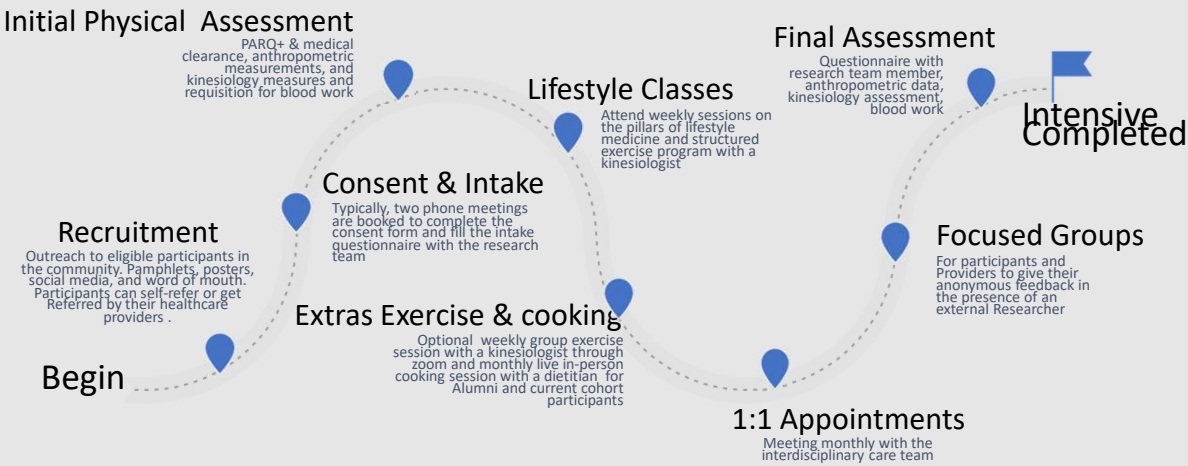 Begin
Recruitment
Outreach to eligible participants in
the community. Pamphlets, posters,
social media, and word of mouth.
Participants can self-refer or get
Referred by their healthcare
providers .
Consent & Intake
Typically, two phone meetings
are booked to complete the
consent form and fill the intake
questionnaire with the research
team
Initial Physical  Assessment
PARQ+ & medical
clearance, anthropometric
measurements, and
kinesiology measures and
requisition for blood work
Lifestyle Classes
Attend weekly sessions on
the pillars of lifestyle
medicine and structured
exercise program with a
kinesiologist
Extras Exercise & cooking
Optional  weekly group exercise
session with a kinesiologist through
zoom and monthly live in-person
cooking session with a dietitian  for
Alumni and current cohort
participants
1:1 Appointments
Meeting monthly with the
interdisciplinary care team
Focused Groups
For participants and
Providers to give their
anonymous feedback in
the presence of an
external Researcher
Final Assessment
Questionnaire with
research team member,
anthropometric data,
kinesiology assessment,
blood work
Intensive
Completed